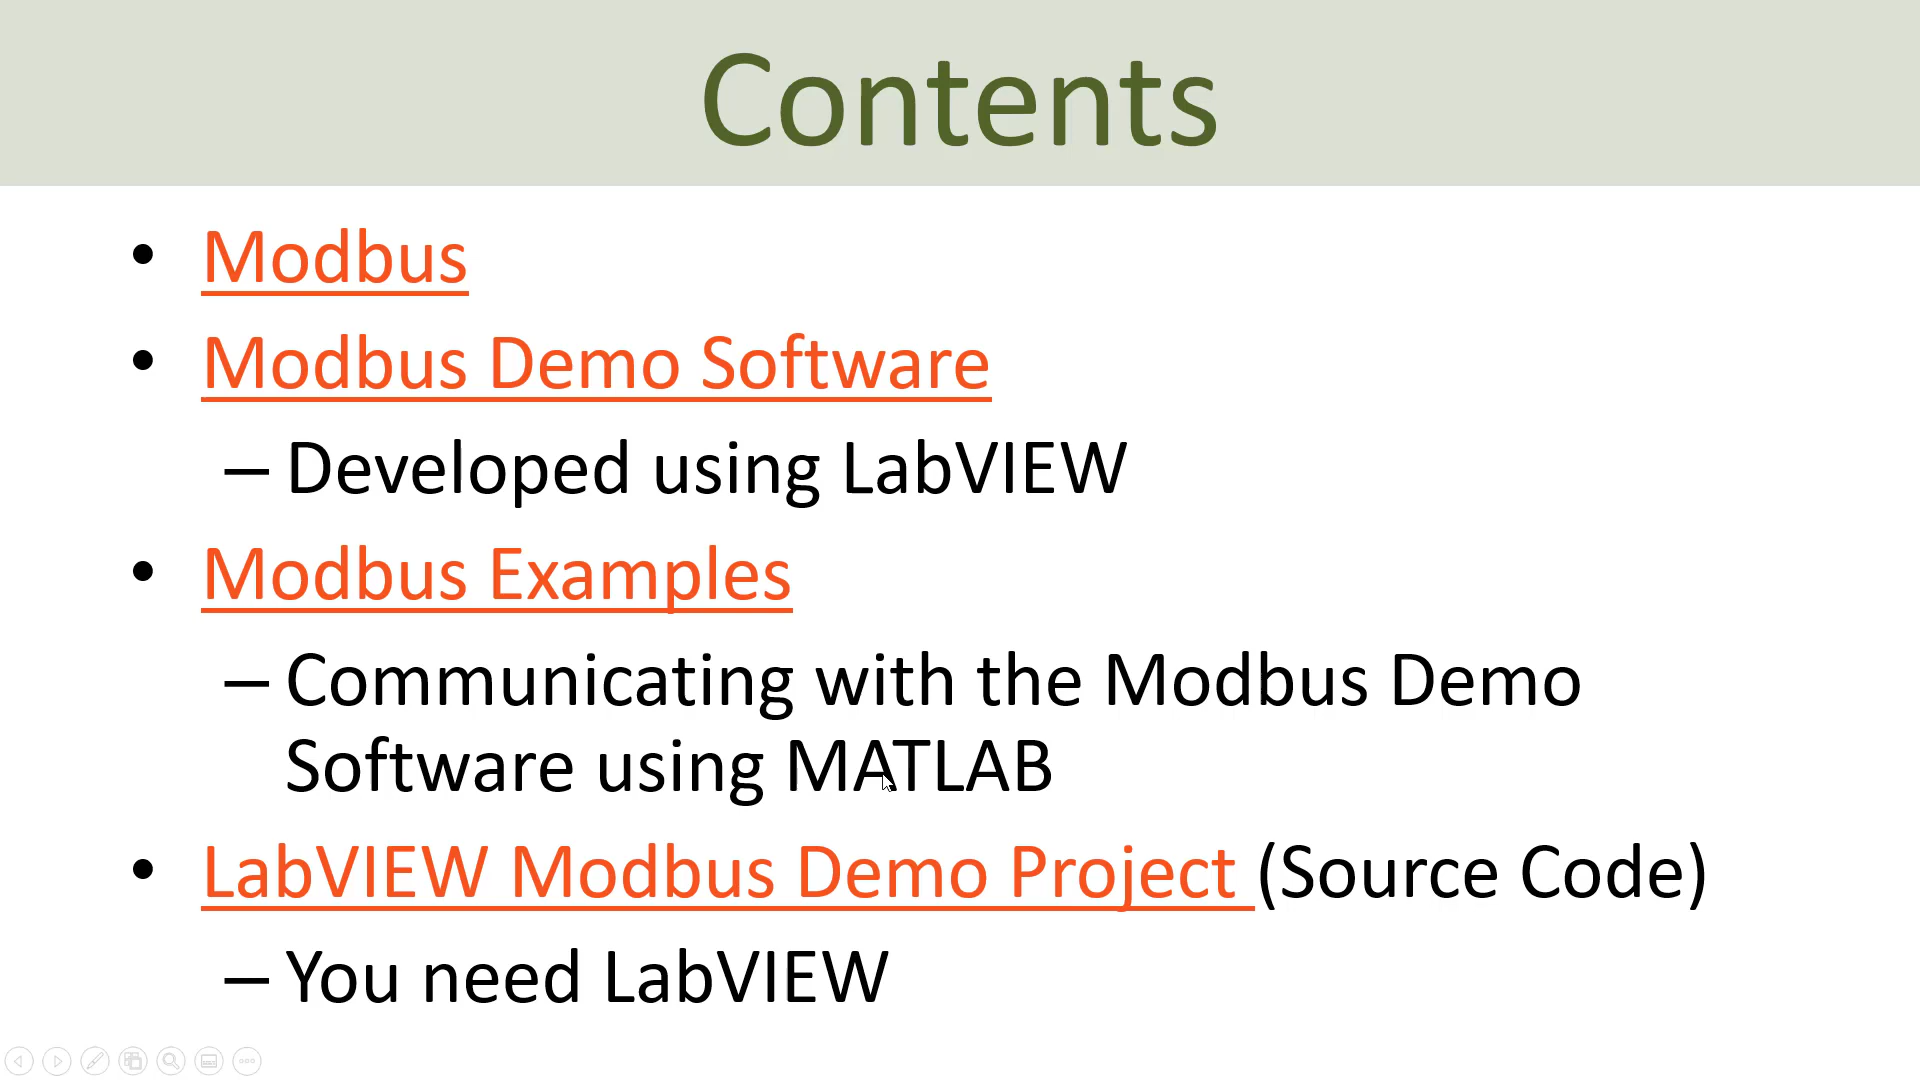 Contents
• Modbus
• Modbus Demo Software
– Developed using LabVIEW
• Modbus Examples
– Communicating with the Modbus Demo
Software using MATLAB
• LabVIEW Modbus Demo Project (Source Code)
– You need LabVIEW